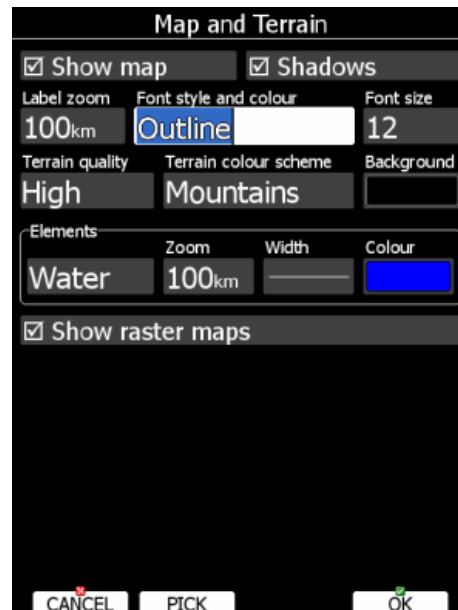 Map and Terrain
Show map Shadows
Label zoom Font style and colour Font size
100km Outline 12
Terrain quality Terrain colour scheme Background
High Mountains
Elements
Zoom Width Colour
Water 100km
Show raster maps
CANCEL PICK OK